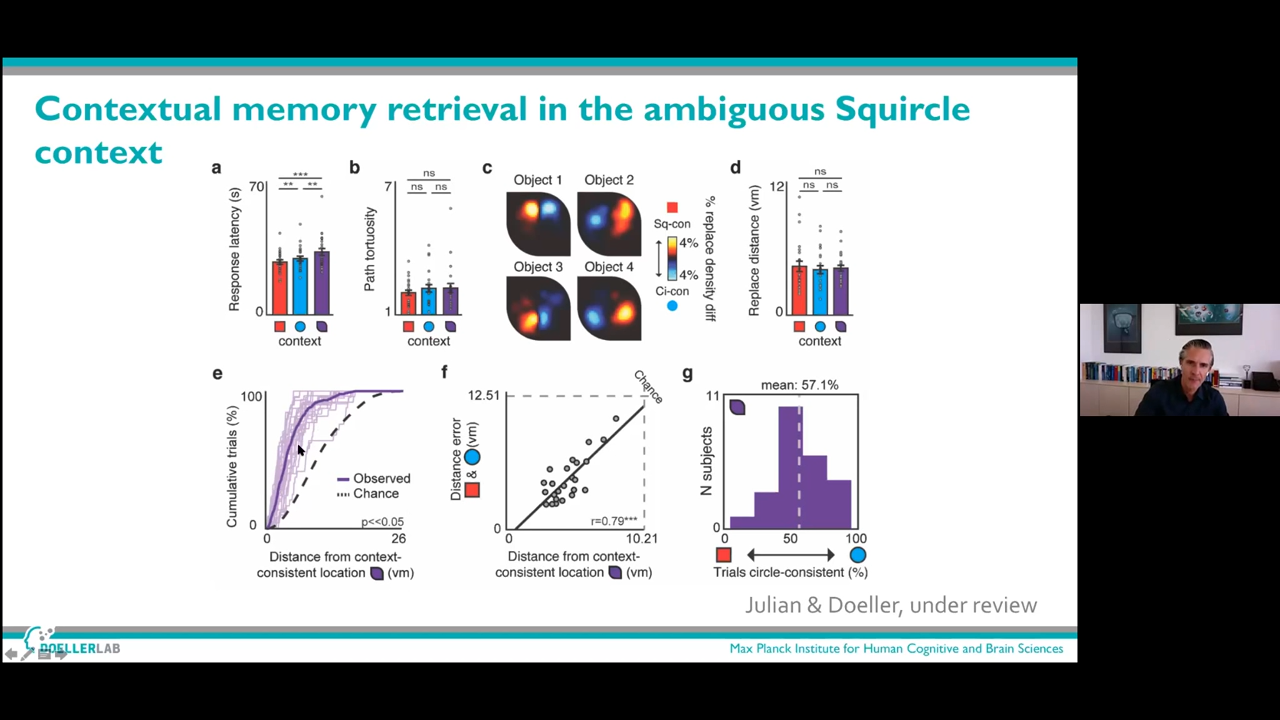 Contextual memory retrieval in the ambiguous Squircle
context
a
Response latency (s)
70
0
***
** **
context
b
Path tortuosity
7
1
ns
ns ns
context
c
Object 1 Object 2
Object 3 Object 4
Sq-con
4%
4%
Ci-con
% replace density diff
d
Replace distance (vm)
12
0
ns
ns ns
context
e
Cumulative trials (%)
100
0
Observed
Chance
p<<0.05
0 26
Distance from context-
consistent location (vm)
f
Distance error
& (vm)
12.51
0
Chance
r=0.79***
0 10.21
Distance from context-
consistent location (vm)
g
mean: 57.1%
N subjects
11
0
0 50 100
Trials circle-consistent (%)
Julian & Doeller, under review
DOELLERLAB
Max Planck Institute for Human Cognitive and Brain Sciences